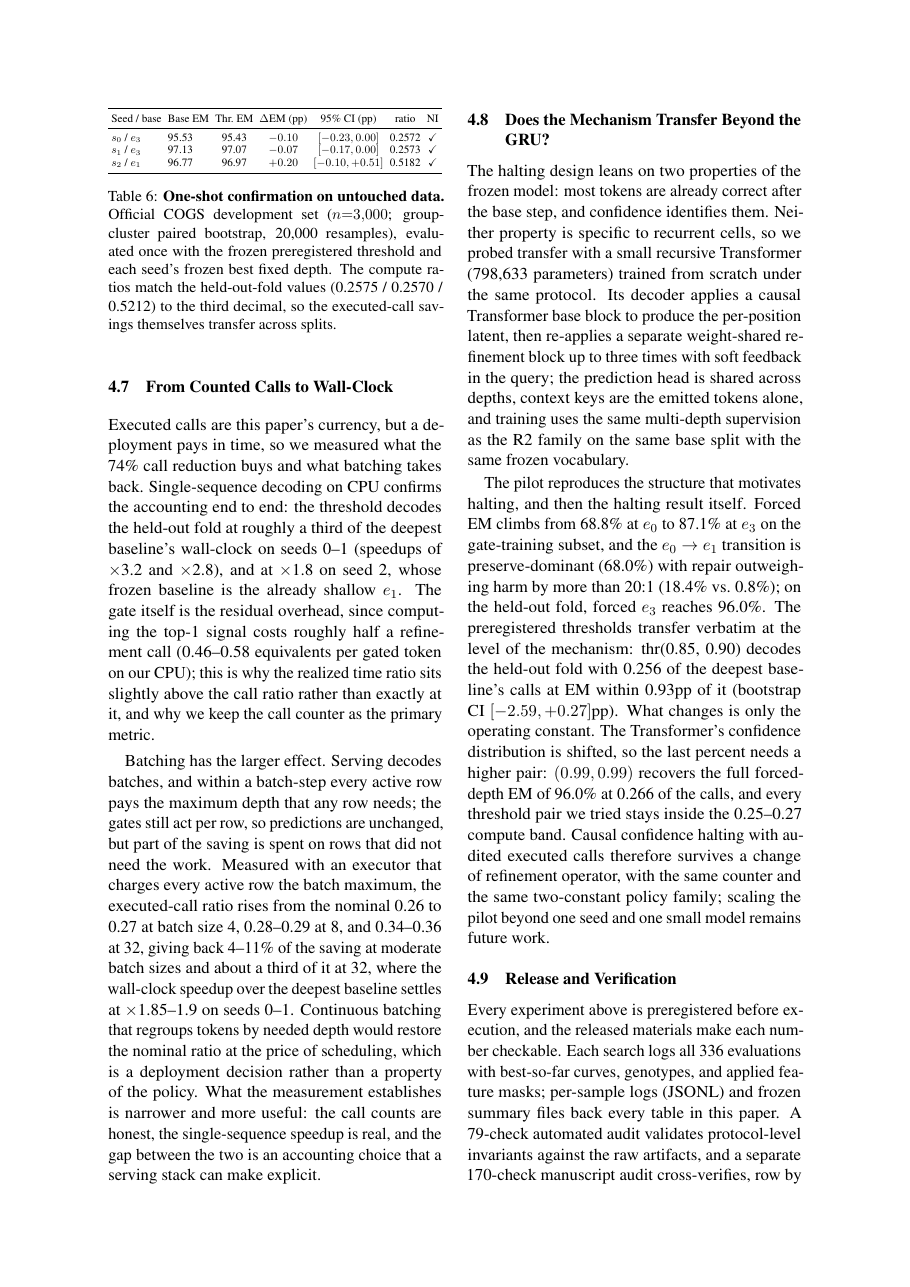 Seed / base Base EM Thr. EM ΔEM (pp) 95% CI (pp) ratio NI
s0 / e3 95.53 95.43 −0.10 [−0.23, 0.00] 0.2572 ✓
s1 / e3 97.13 97.07 −0.07 [−0.17, 0.00] 0.2573 ✓
s2 / e1 96.77 96.97 +0.20 [−0.10, +0.51] 0.5182 ✓
Table 6: One-shot confirmation on untouched data.
Official COGS development set (n=3,000; group-
cluster paired bootstrap, 20,000 resamples), evalu-
ated once with the frozen preregistered threshold and
each seed's frozen best fixed depth. The compute ra-
tios match the held-out-fold values (0.2575 / 0.2570 /
0.5212) to the third decimal, so the executed-call sav-
ings themselves transfer across splits.
4.7 From Counted Calls to Wall-Clock
Executed calls are this paper's currency, but a de-
ployment pays in time, so we measured what the
74% call reduction buys and what batching takes
back. Single-sequence decoding on CPU confirms
the accounting end to end: the threshold decodes
the held-out fold at roughly a third of the deepest
baseline's wall-clock on seeds 0–1 (speedups of
×3.2 and ×2.8), and at ×1.8 on seed 2, whose
frozen baseline is the already shallow e1. The
gate itself is the residual overhead, since comput-
ing the top-1 signal costs roughly half a refine-
ment call (0.46–0.58 equivalents per gated token
on our CPU); this is why the realized time ratio sits
slightly above the call ratio rather than exactly at
it, and why we keep the call counter as the primary
metric.
Batching has the larger effect. Serving decodes
batches, and within a batch-step every active row
pays the maximum depth that any row needs; the
gates still act per row, so predictions are unchanged,
but part of the saving is spent on rows that did not
need the work. Measured with an executor that
charges every active row the batch maximum, the
executed-call ratio rises from the nominal 0.26 to
0.27 at batch size 4, 0.28–0.29 at 8, and 0.34–0.36
at 32, giving back 4–11% of the saving at moderate
batch sizes and about a third of it at 32, where the
wall-clock speedup over the deepest baseline settles
at ×1.85–1.9 on seeds 0–1. Continuous batching
that regroups tokens by needed depth would restore
the nominal ratio at the price of scheduling, which
is a deployment decision rather than a property
of the policy. What the measurement establishes
is narrower and more useful: the call counts are
honest, the single-sequence speedup is real, and the
gap between the two is an accounting choice that a
serving stack can make explicit.
4.8 Does the Mechanism Transfer Beyond the
GRU?
The halting design leans on two properties of the
frozen model: most tokens are already correct after
the base step, and confidence identifies them. Nei-
ther property is specific to recurrent cells, so we
probed transfer with a small recursive Transformer
(798,633 parameters) trained from scratch under
the same protocol. Its decoder applies a causal
Transformer base block to produce the per-position
latent, then re-applies a separate weight-shared re-
finement block up to three times with soft feedback
in the query; the prediction head is shared across
depths, context keys are the emitted tokens alone,
and training uses the same multi-depth supervision
as the R2 family on the same base split with the
same frozen vocabulary.
The pilot reproduces the structure that motivates
halting, and then the halting result itself. Forced
EM climbs from 68.8% at e0 to 87.1% at e3 on the
gate-training subset, and the e0 → e1 transition is
preserve-dominant (68.0%) with repair outweigh-
ing harm by more than 20:1 (18.4% vs. 0.8%); on
the held-out fold, forced e3 reaches 96.0%. The
preregistered thresholds transfer verbatim at the
level of the mechanism: thr(0.85, 0.90) decodes
the held-out fold with 0.256 of the deepest base-
line's calls at EM within 0.93pp of it (bootstrap
CI [−2.59, +0.27]pp). What changes is only the
operating constant. The Transformer's confidence
distribution is shifted, so the last percent needs a
higher pair: (0.99, 0.99) recovers the full forced-
depth EM of 96.0% at 0.266 of the calls, and every
threshold pair we tried stays inside the 0.25–0.27
compute band. Causal confidence halting with au-
dited executed calls therefore survives a change
of refinement operator, with the same counter and
the same two-constant policy family; scaling the
pilot beyond one seed and one small model remains
future work.
4.9 Release and Verification
Every experiment above is preregistered before ex-
ecution, and the released materials make each num-
ber checkable. Each search logs all 336 evaluations
with best-so-far curves, genotypes, and applied fea-
ture masks; per-sample logs (JSONL) and frozen
summary files back every table in this paper. A
79-check automated audit validates protocol-level
invariants against the raw artifacts, and a separate
170-check manuscript audit cross-verifies, row by